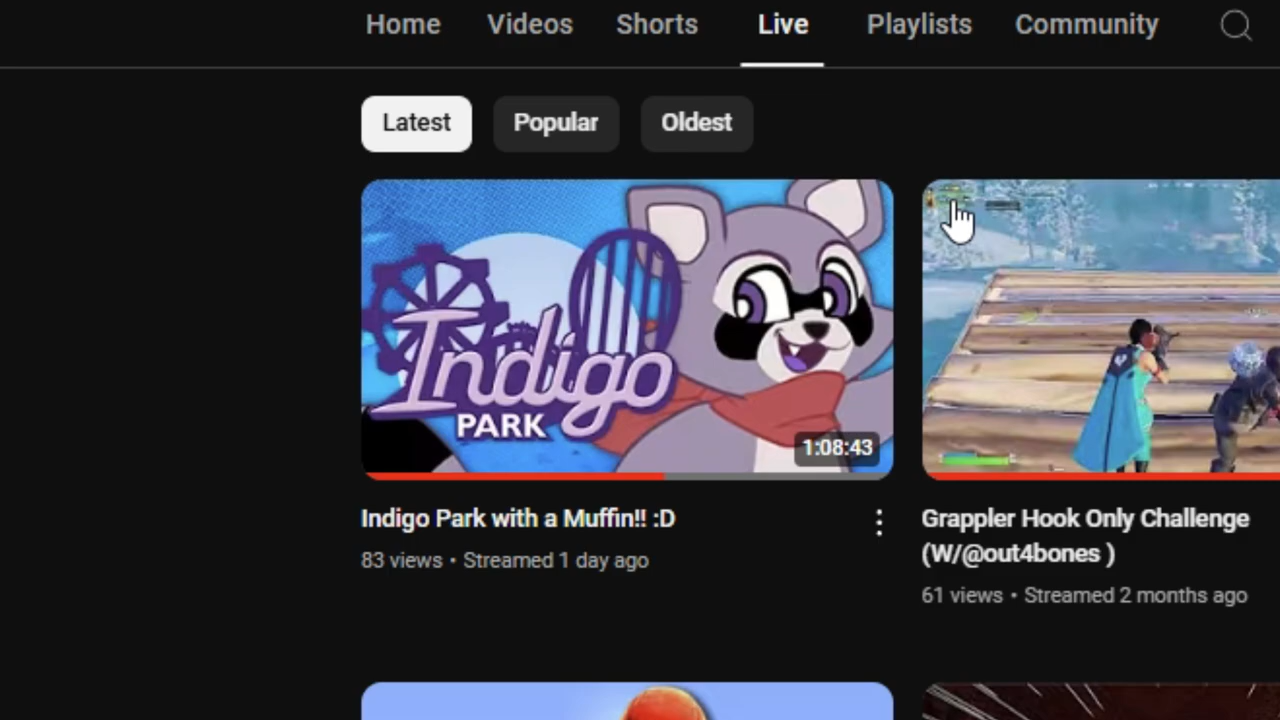 Home Videos Shorts Live Playlists Community
Latest Popular Oldest
Indigo
PARK
1:08:43
Indigo Park with a Muffin!! :D
83 views • Streamed 1 day ago
Grappler Hook Only Challenge
(W/@out4bones )
61 views • Streamed 2 months ago